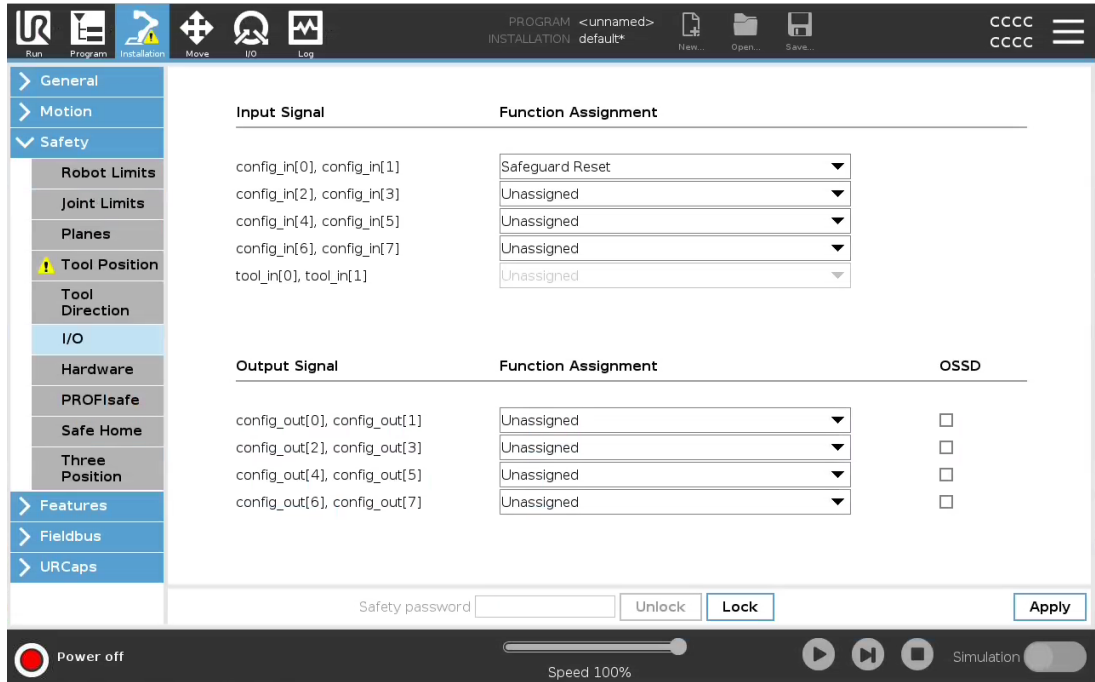 UR
PROGRAM <unnamed>
INSTALLATION default*
CCCC
CCCC
Run Program Installation Move I/O Log New... Open... Save...
General
Motion
Safety
Robot Limits
Joint Limits
Planes
Tool Position
Tool
Direction
I/O
Hardware
PROFIsafe
Safe Home
Three
Position
Features
Fieldbus
URCaps
Input Signal Function Assignment
config_in[0], config_in[1] Safeguard Reset
config_in[2], config_in[3] Unassigned
config_in[4], config_in[5] Unassigned
config_in[6], config_in[7] Unassigned
tool_in[0], tool_in[1] Unassigned
Output Signal Function Assignment OSSD
config_out[0], config_out[1] Unassigned
config_out[2], config_out[3] Unassigned
config_out[4], config_out[5] Unassigned
config_out[6], config_out[7] Unassigned
Safety password Unlock Lock Apply
Power off
Speed 100%
Simulation